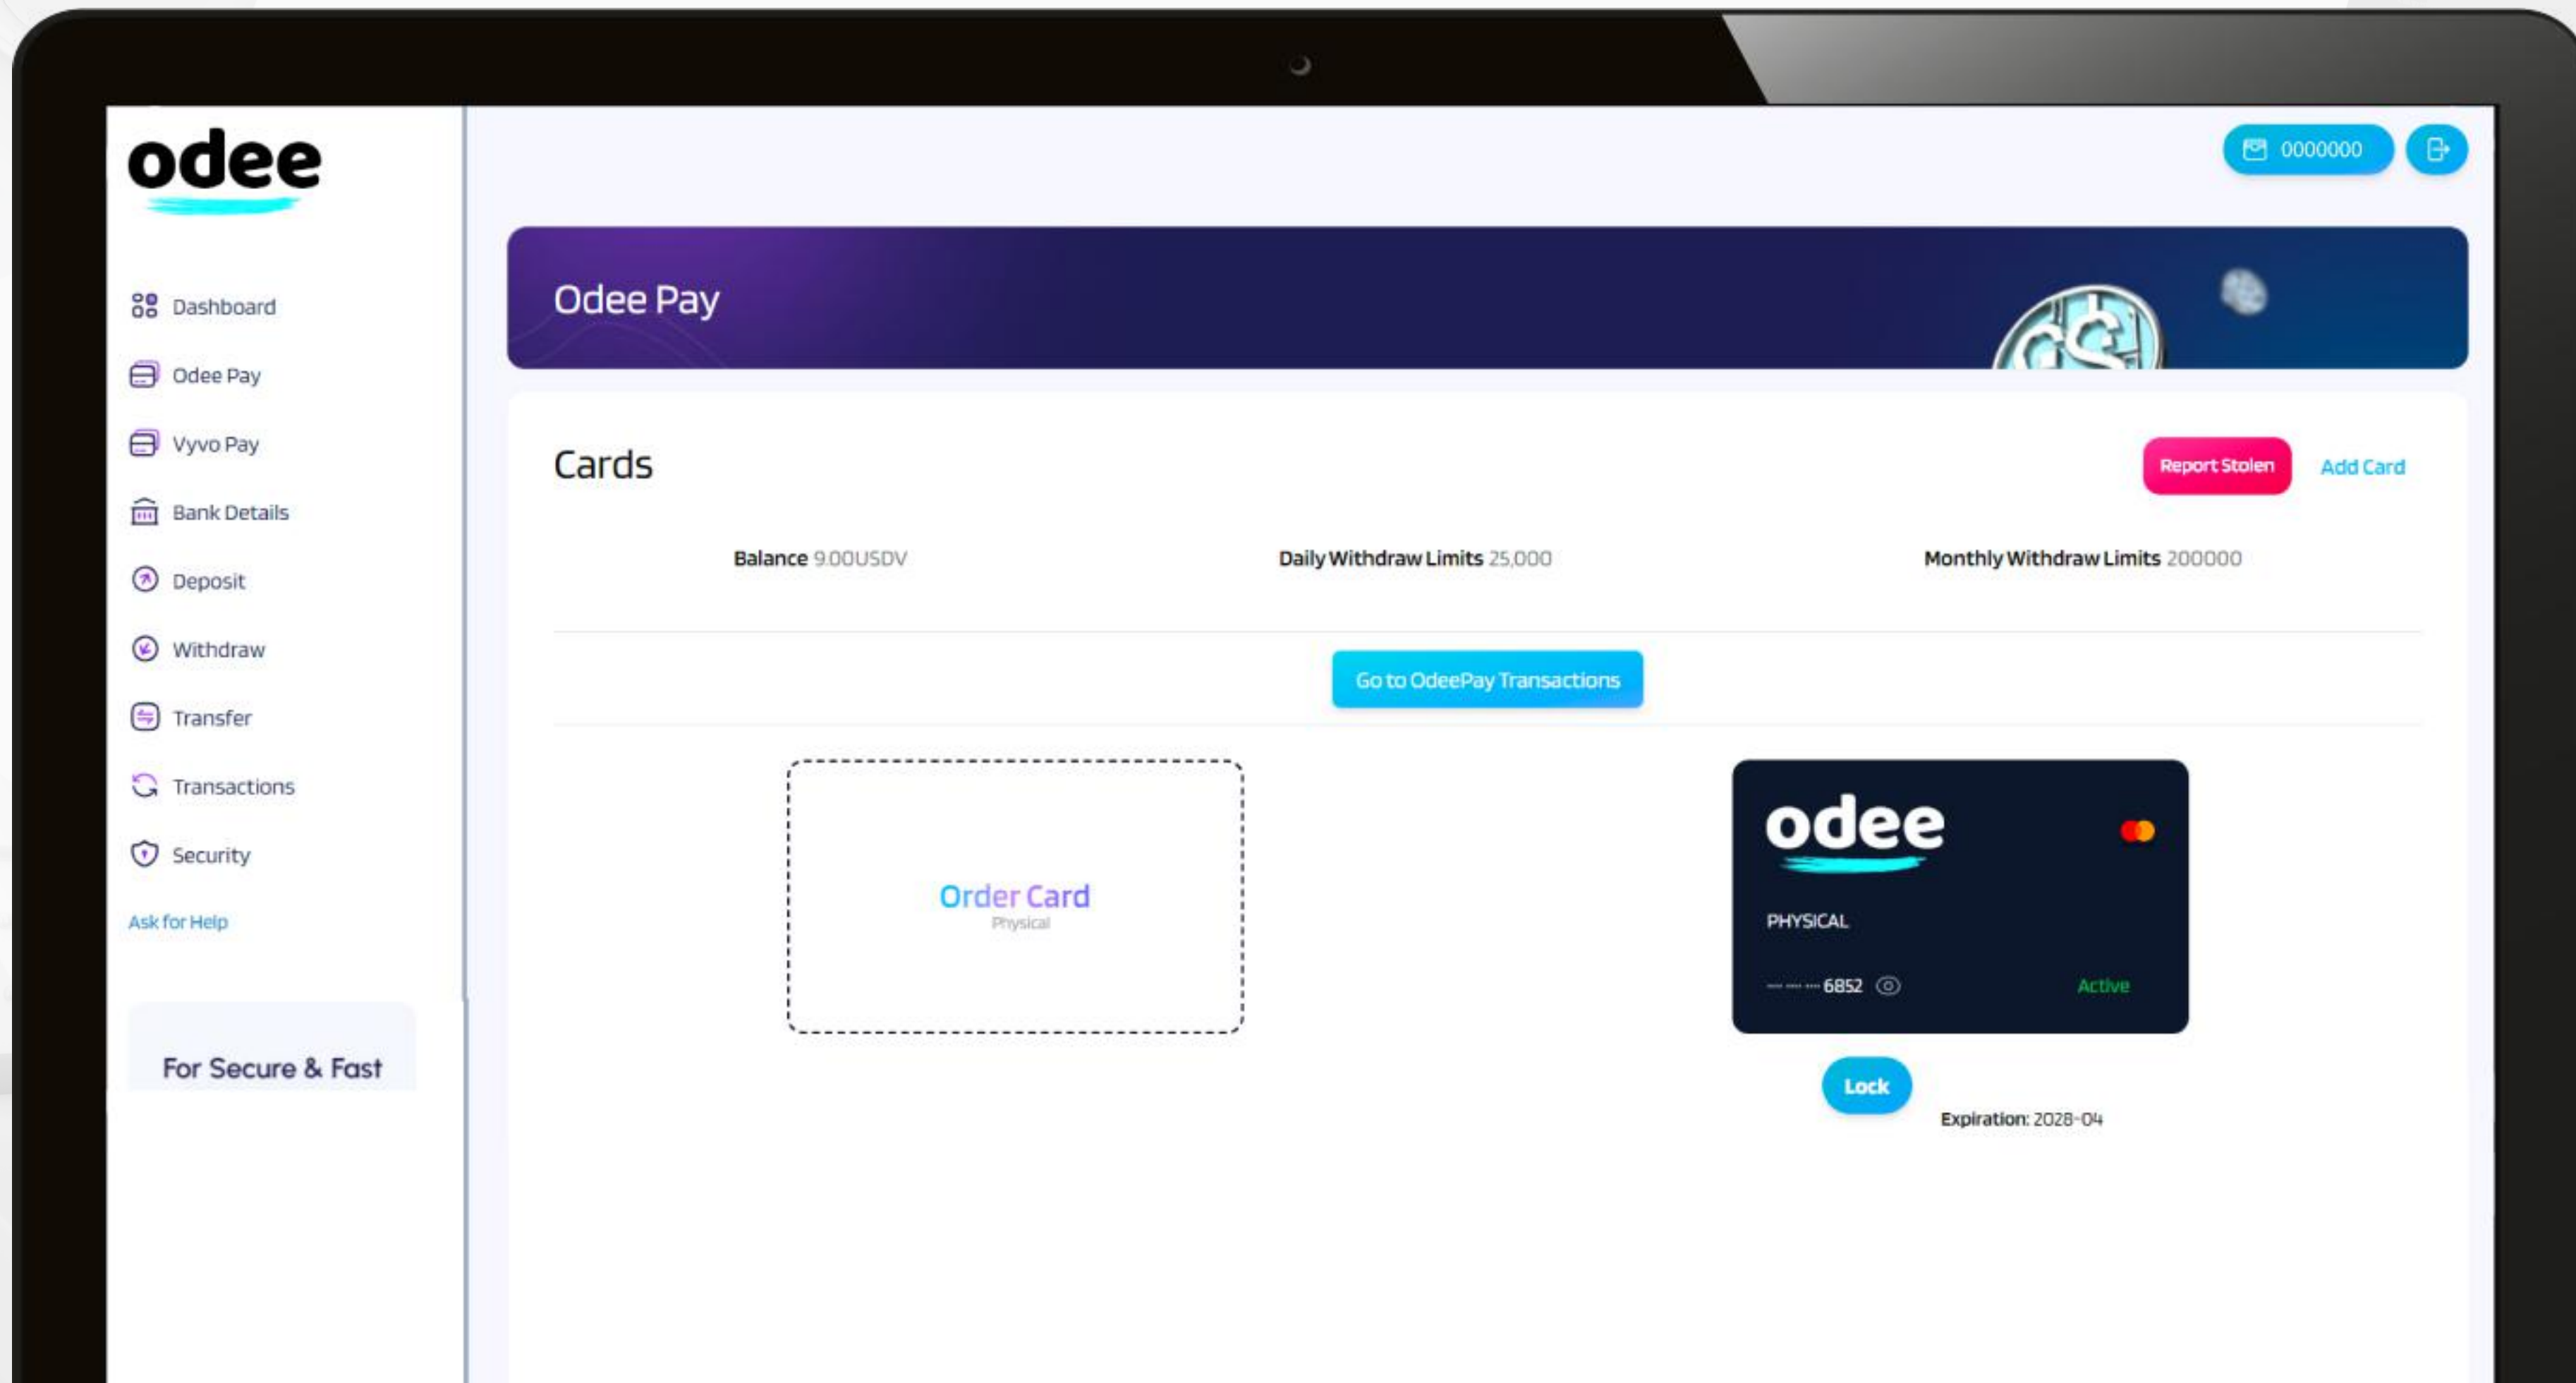 odee
0000000
Dashboard
Odee Pay
Vyvo Pay
Bank Details
Deposit
Withdraw
Transfer
Transactions
Security
Ask for Help
For Secure & Fast
Odee Pay
Cards
Report Stolen
Add Card
Balance 9.00USDV
Daily Withdraw Limits 25,000
Monthly Withdraw Limits 200000
Go to OdeePay Transactions
Order Card
Physical
odee
PHYSICAL
6852
Active
Lock
Expiration: 2028-04